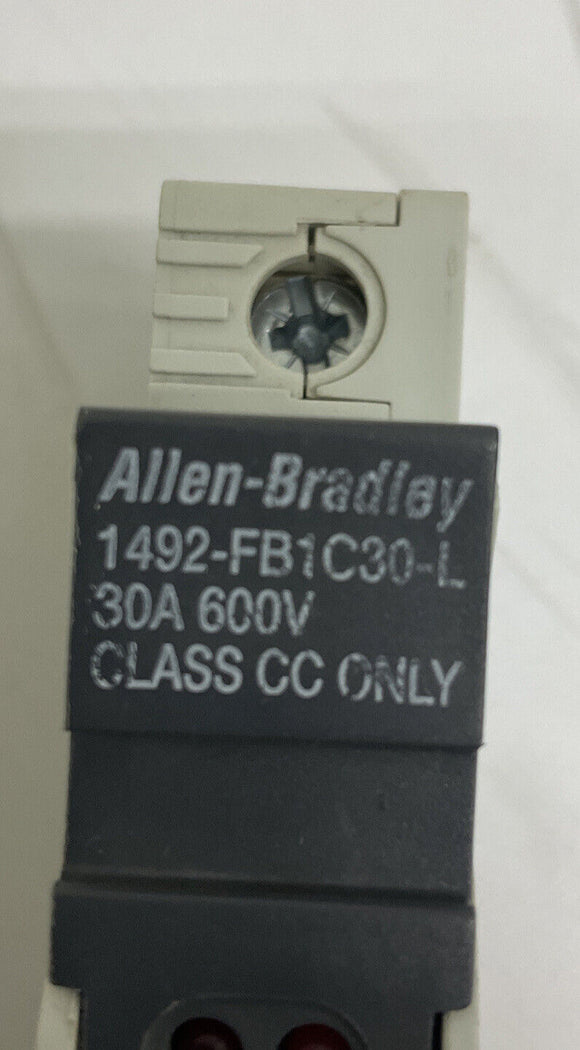 Allen-Bradley
1492-FB1C30-L
30A 600V
CLASS CC ONLY